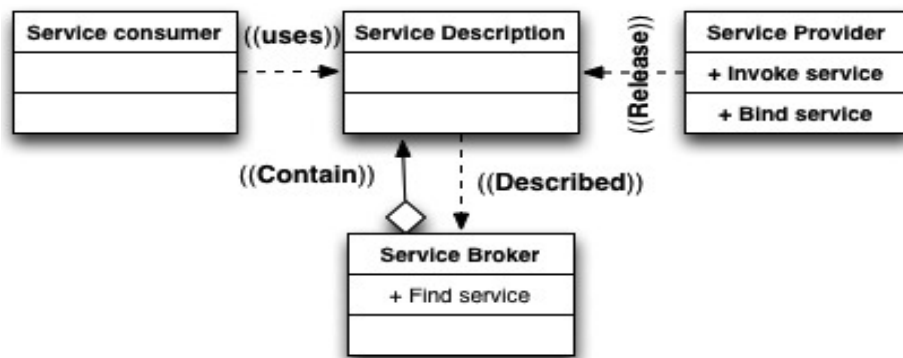 Service consumer
((uses))
Service Description
((Release))
Service Provider
+ Invoke service
+ Bind service
((Contain))
((Described))
Service Broker
+ Find service